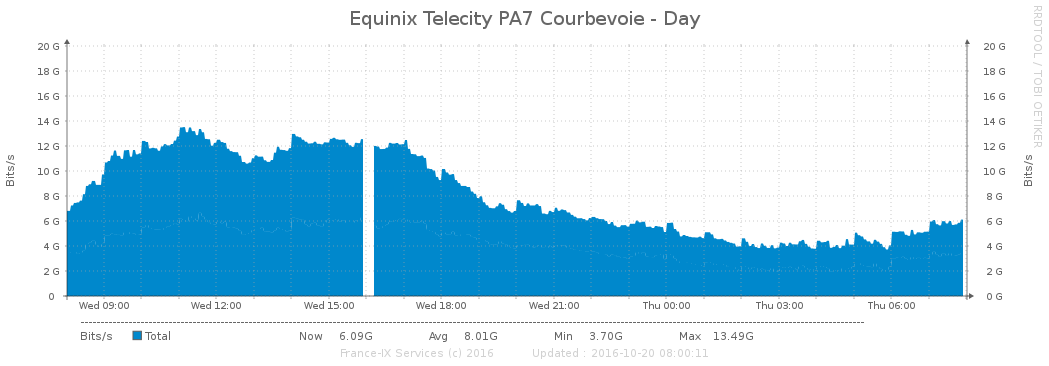 Equinix Telecity PA7 Courbevoie - Day
RRDTOOL / TOBI OETIKER
20 G 20 G
18 G 18 G
16 G 16 G
14 G 14 G
12 G 12 G
10 G 10 G
8 G 8 G
6 G 6 G
4 G 4 G
2 G 2 G
0 0 G
Bits/s
Bits/s
Wed 09:00 Wed 12:00 Wed 15:00 Wed 18:00 Wed 21:00 Thu 00:00 Thu 03:00 Thu 06:00
Bits/s Total Now 6.09G Avg 8.01G Min 3.70G Max 13.49G
France-IX Services (c) 2016 Updated : 2016-10-20 08:00:11